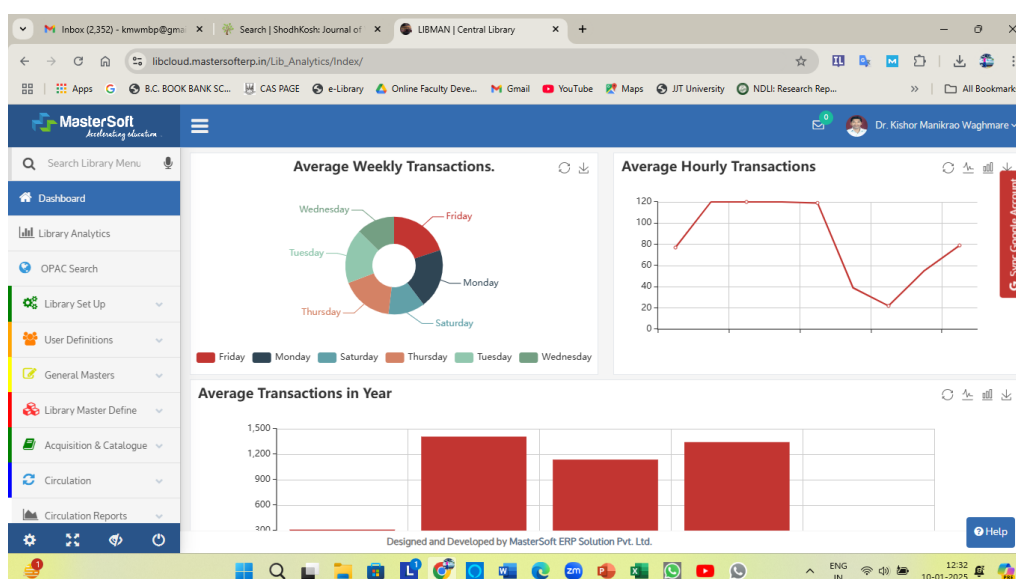 Inbox (2,352) - kmwmbp@gma
Search | ShodhKosh: Journal of
LIBMAN | Central Library
libcloud.mastersofterp.in/Lib_Analytics/Index/
Apps
B.C. BOOK BANK SC...
CAS PAGE
e-Library
Online Faculty Deve...
Gmail
YouTube
Maps
JJT University
NDLI: Research Rep...
»
All Bookmark
MasterSoft
Accelerating education
0
Dr. Kishor Manikrao Waghmare
Search Library Menu
Dashboard
Library Analytics
OPAC Search
Library Set Up
User Definitions
General Masters
Library Master Define
Acquisition & Catalogue
Circulation
Circulation Reports
Average Weekly Transactions.
Wednesday
Friday
Tuesday
Monday
Thursday
Saturday
Friday Monday Saturday Thursday Tuesday Wednesday
Average Hourly Transactions
120
100
80
60
40
20
0
G Sync Google Account
Average Transactions in Year
1,500
1,200
900
600
300
Designed and Developed by MasterSoft ERP Solution Pvt. Ltd.
Help
ENG
IN
12:32
10-01-2025